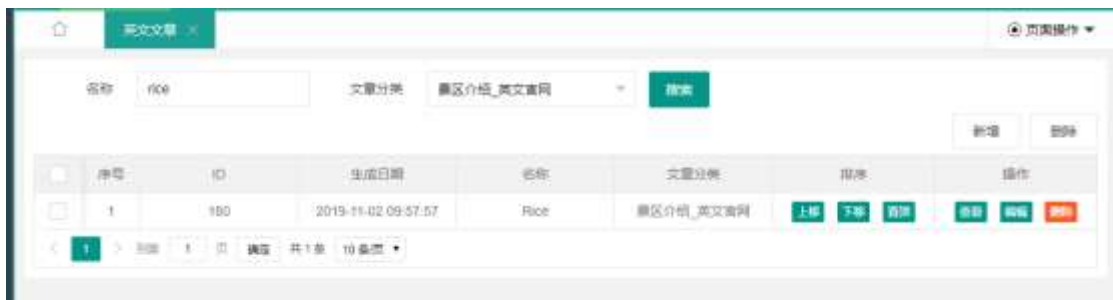 英文文章 ×
页面操作
名称 rice 文章分类 景区介绍_英文官网 搜索
新增 删除
序号 ID 生成日期 名称 文章分类 排序 操作
1 180 2019-11-02 09:57:57 Rice 景区介绍_英文官网 上移 下移 置顶 查看 编辑 删除
1 到第 1 页 确定 共 1 条 10 条/页